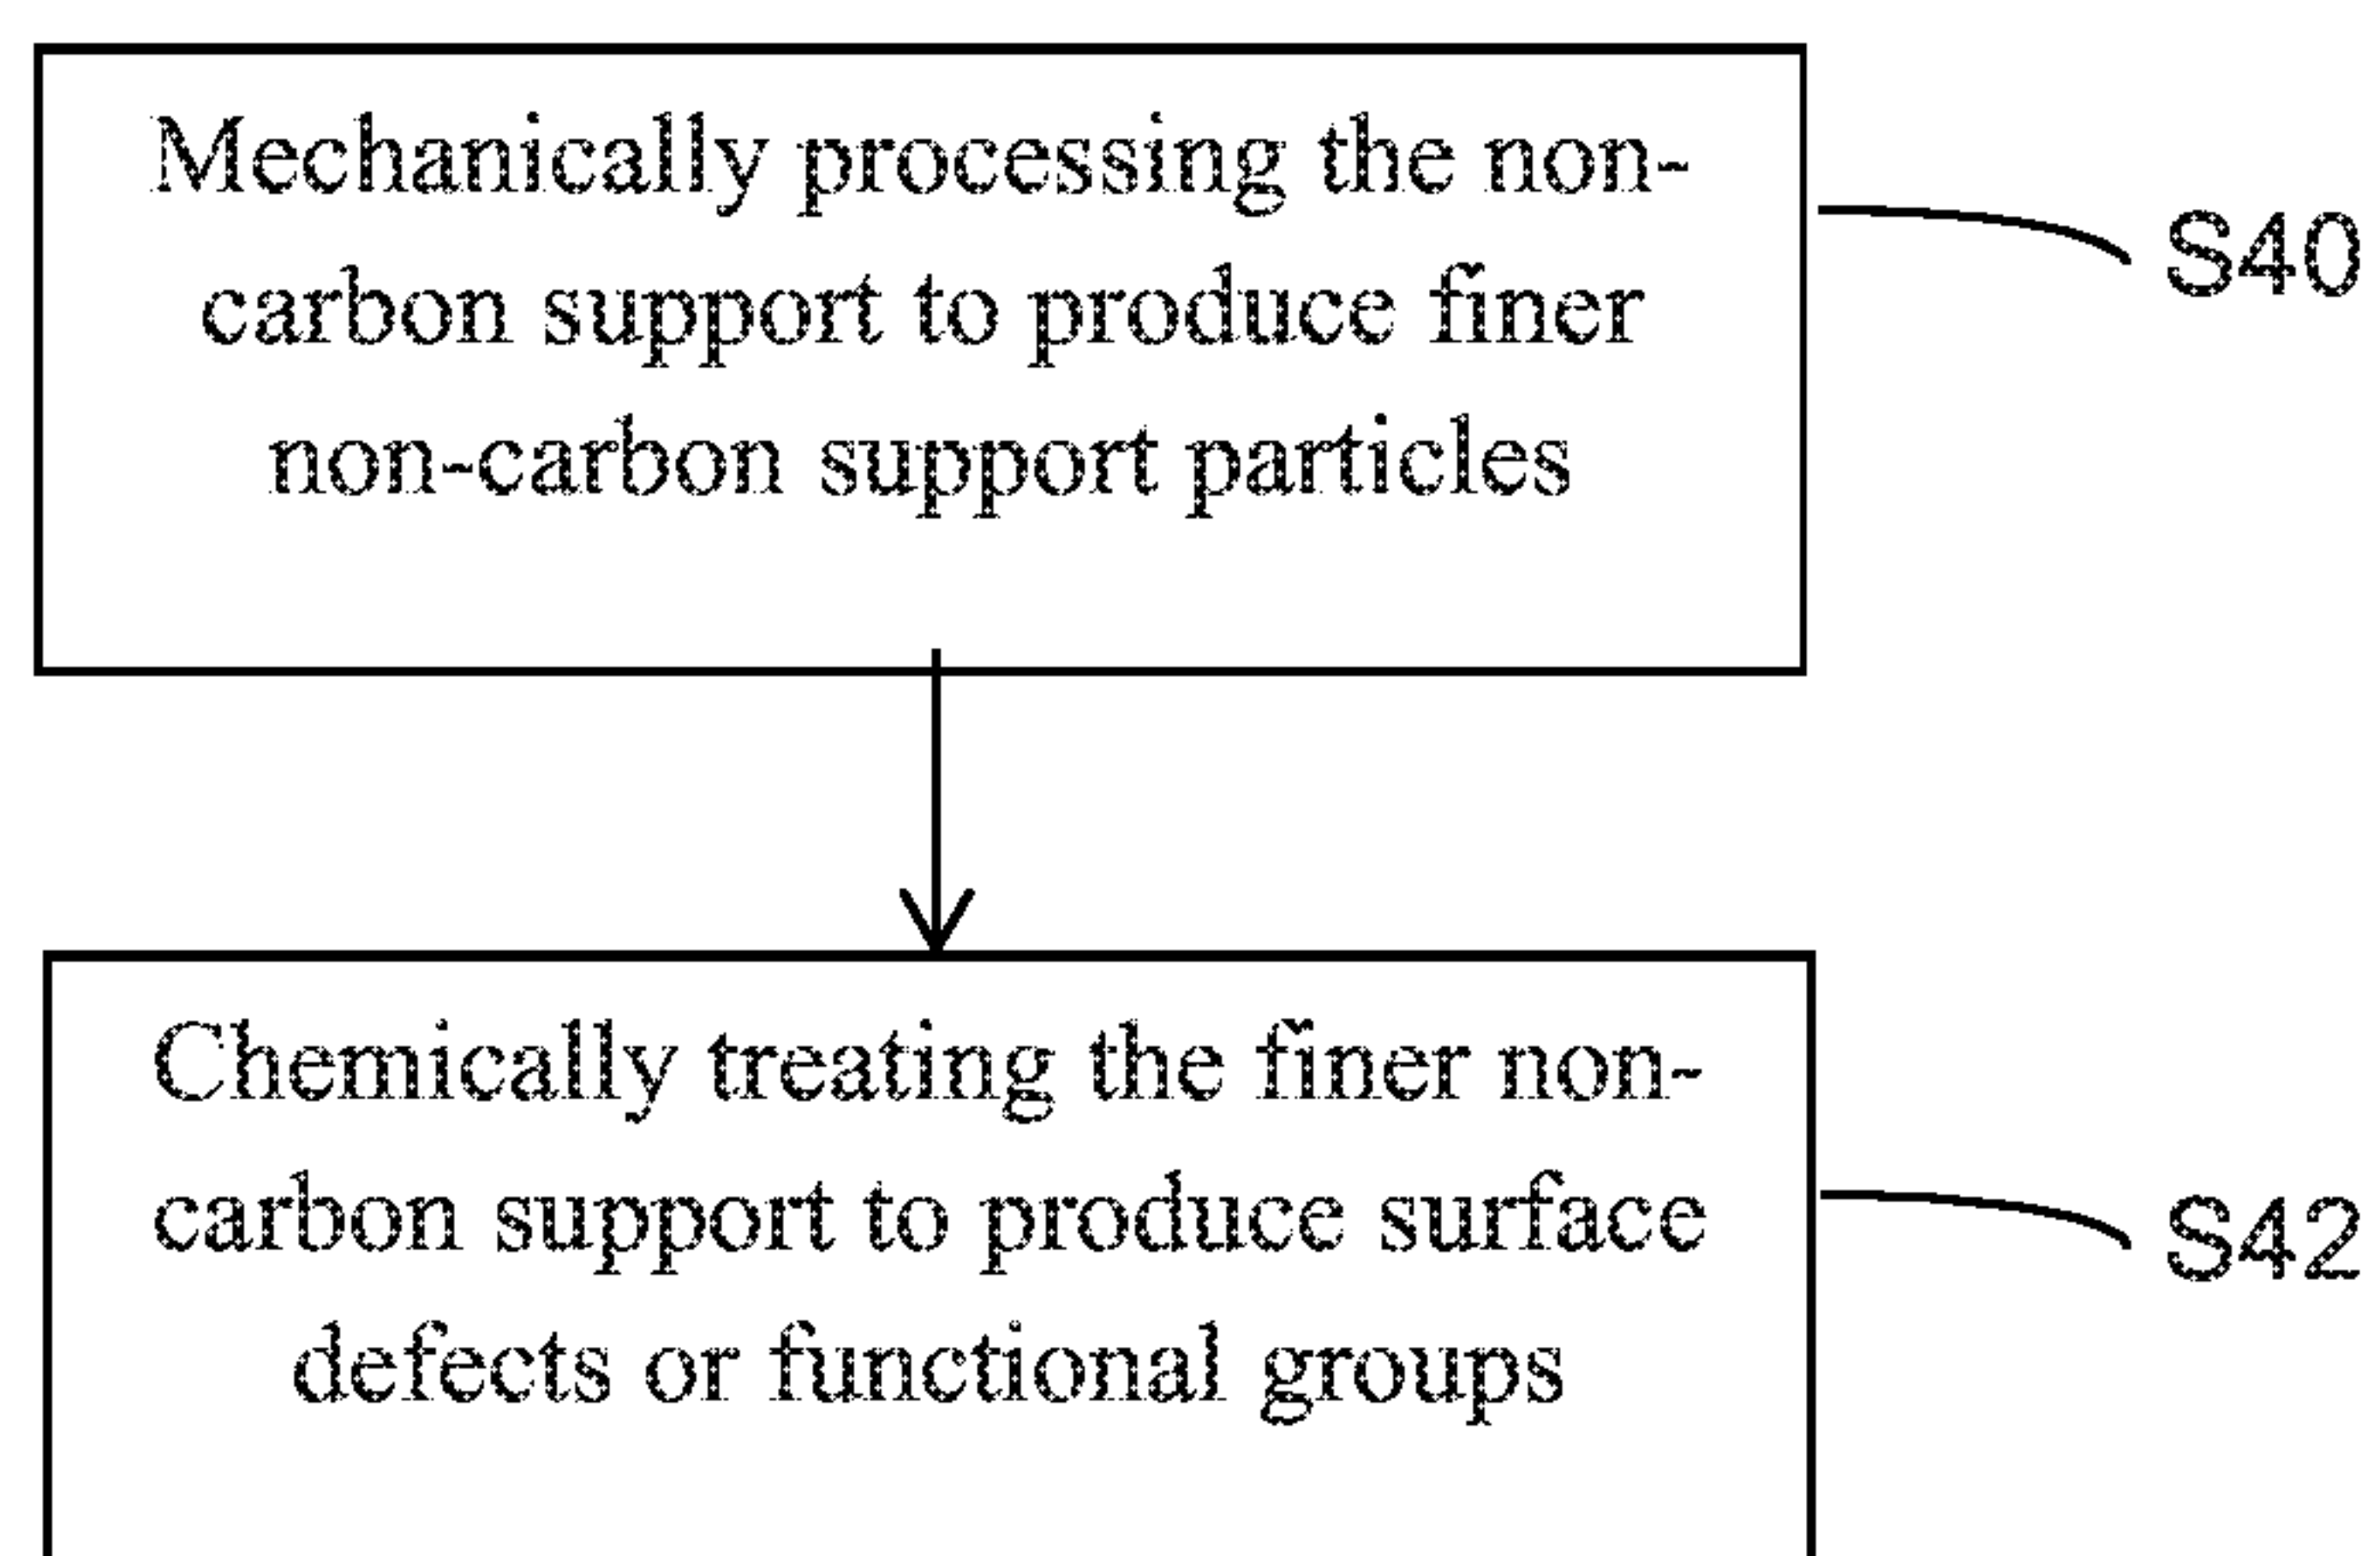 Mechanically processing the non-
carbon support to produce finer
non-carbon support particles
S40
Chemically treating the finer non-
carbon support to produce surface
defects or functional groups
S42